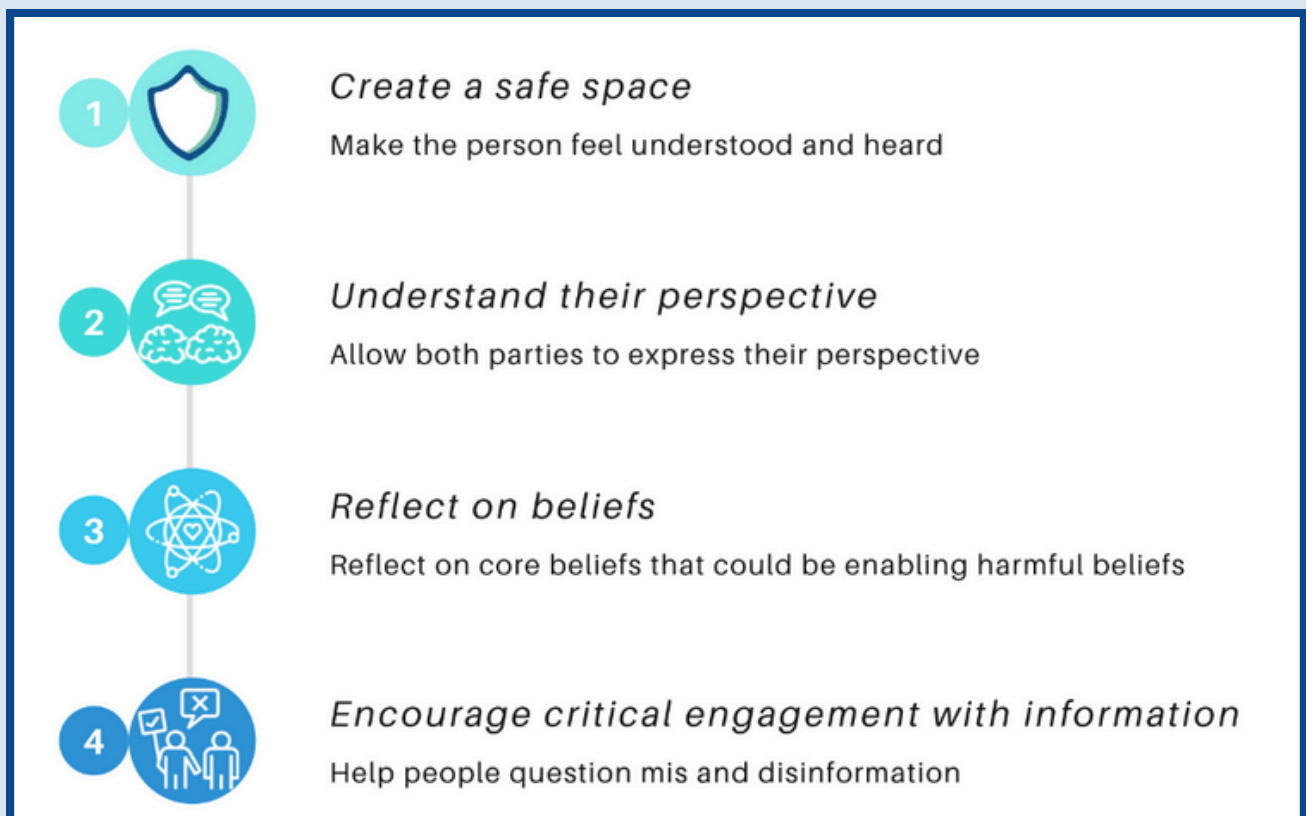 1
Create a safe space
Make the person feel understood and heard
2
Understand their perspective
Allow both parties to express their perspective
3
Reflect on beliefs
Reflect on core beliefs that could be enabling harmful beliefs
4
Encourage critical engagement with information
Help people question mis and disinformation